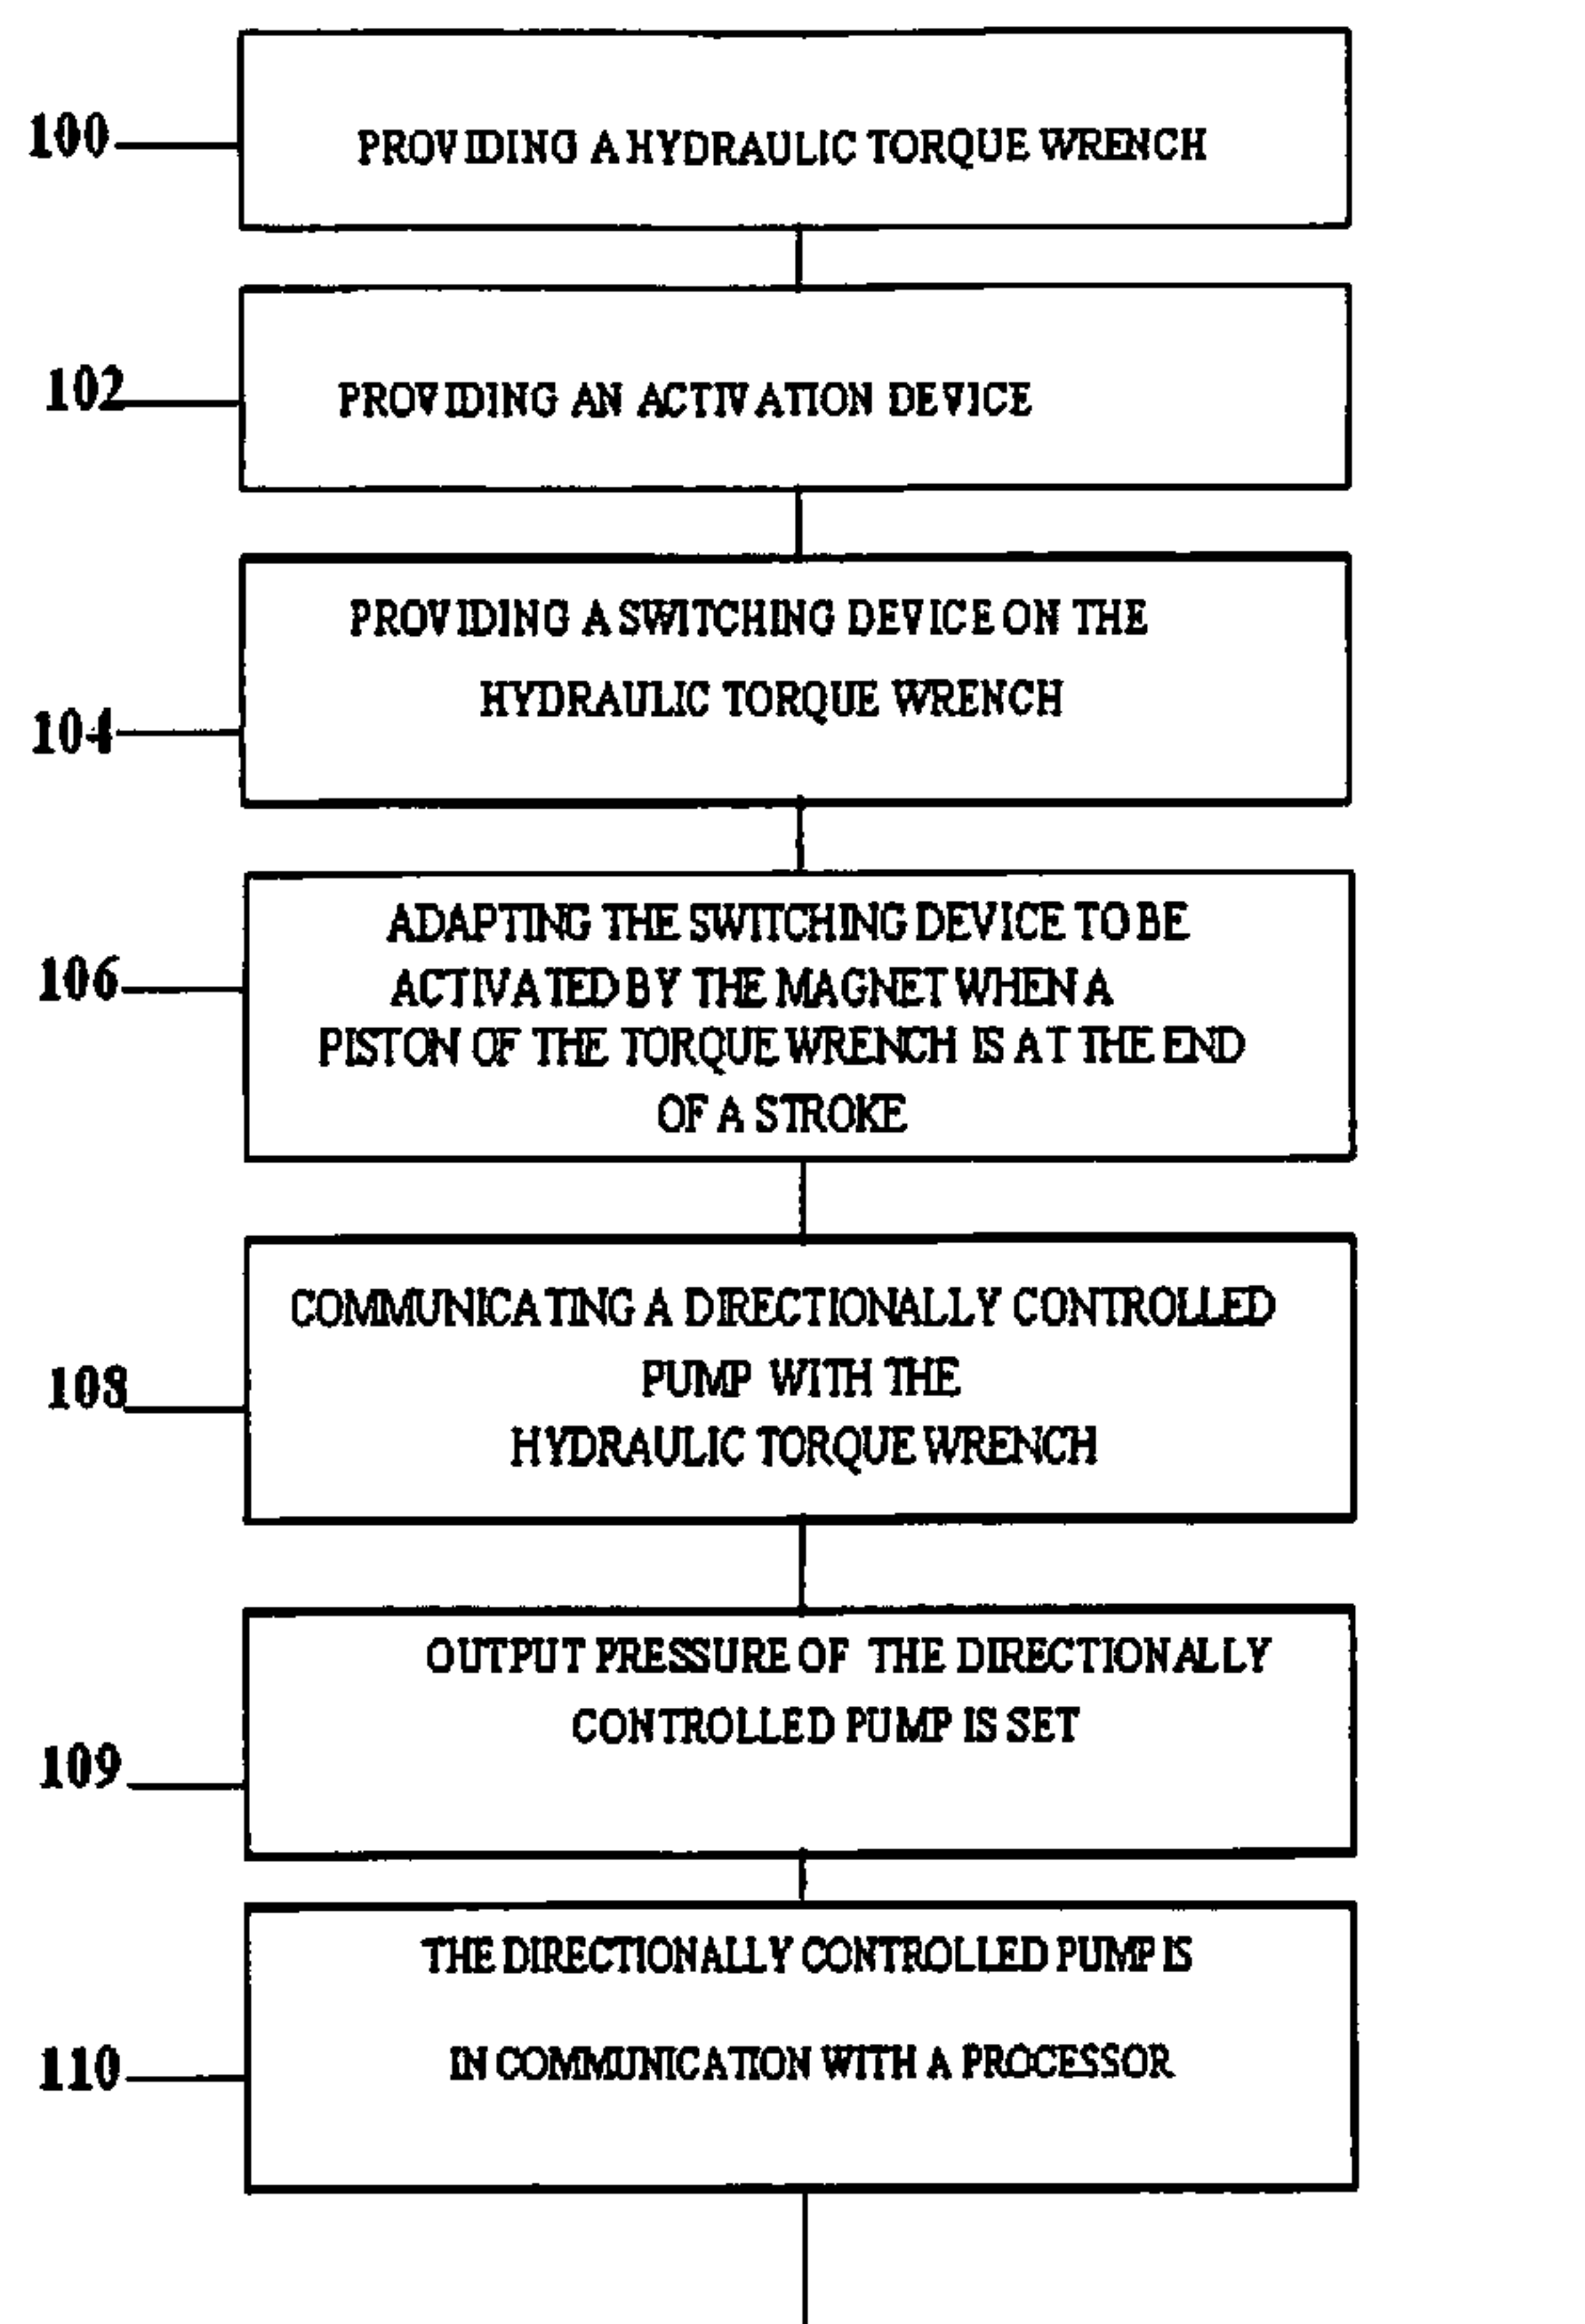 100
PROVIDING A HYDRAULIC TORQUE WRENCH
102
PROVIDING AN ACTIVATION DEVICE
PROVIDING A SWITCHING DEVICE ON THE
HYDRAULIC TORQUE WRENCH
104
ADAPTING THE SWITCHING DEVICE TO BE
106
ACTIVATED BY THE MAGNET WHEN A
PISTON OF THE TORQUE WRENCH IS AT THE END
OF A STROKE
COMMUNICATING A DIRECTIONALLY CONTROLLED
108
PUMP WITH THE
HYDRAULIC TORQUE WRENCH
OUTPUT PRESSURE OF THE DIRECTIONALLY
CONTROLLED PUMP IS SET
109
THE DIRECTIONALLY CONTROLLED PUMP IS
IN COMMUNICATION WITH A PROCESSOR
110